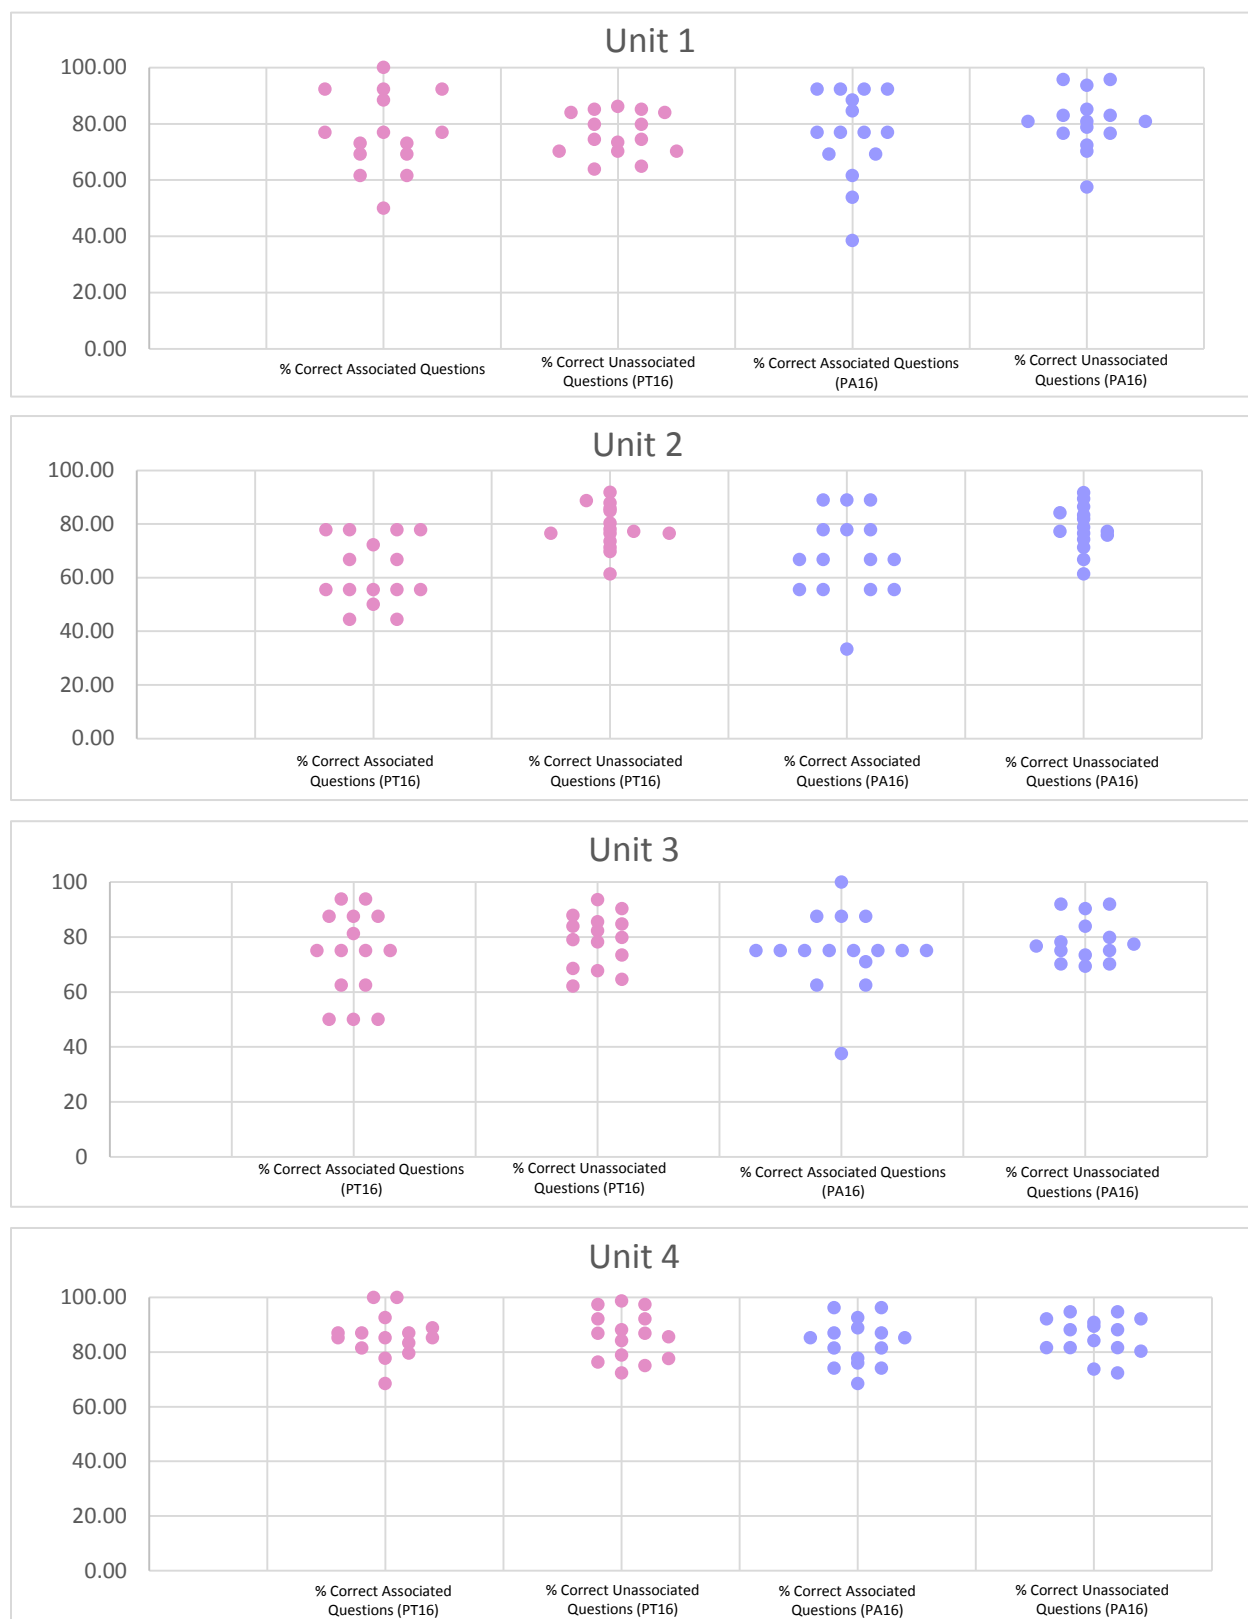 Unit 1
100.00
80.00
60.00
40.00
20.00
0.00
% Correct Associated Questions
% Correct Unassociated
Questions (PT16)
% Correct Associated Questions
(PA16)
% Correct Unassociated
Questions (PA16)
Unit 2
100.00
80.00
60.00
40.00
20.00
0.00
% Correct Associated
Questions (PT16)
% Correct Unassociated
Questions (PT16)
% Correct Associated
Questions (PA16)
% Correct Unassociated
Questions (PA16)
Unit 3
100
80
60
40
20
0
% Correct Associated Questions
(PT16)
% Correct Unassociated
Questions (PT16)
% Correct Associated Questions
(PA16)
% Correct Unassociated
Questions (PA16)
Unit 4
100.00
80.00
60.00
40.00
20.00
0.00
% Correct Associated
Questions (PT16)
% Correct Unassociated
Questions (PT16)
% Correct Associated
Questions (PA16)
% Correct Unassociated
Questions (PA16)